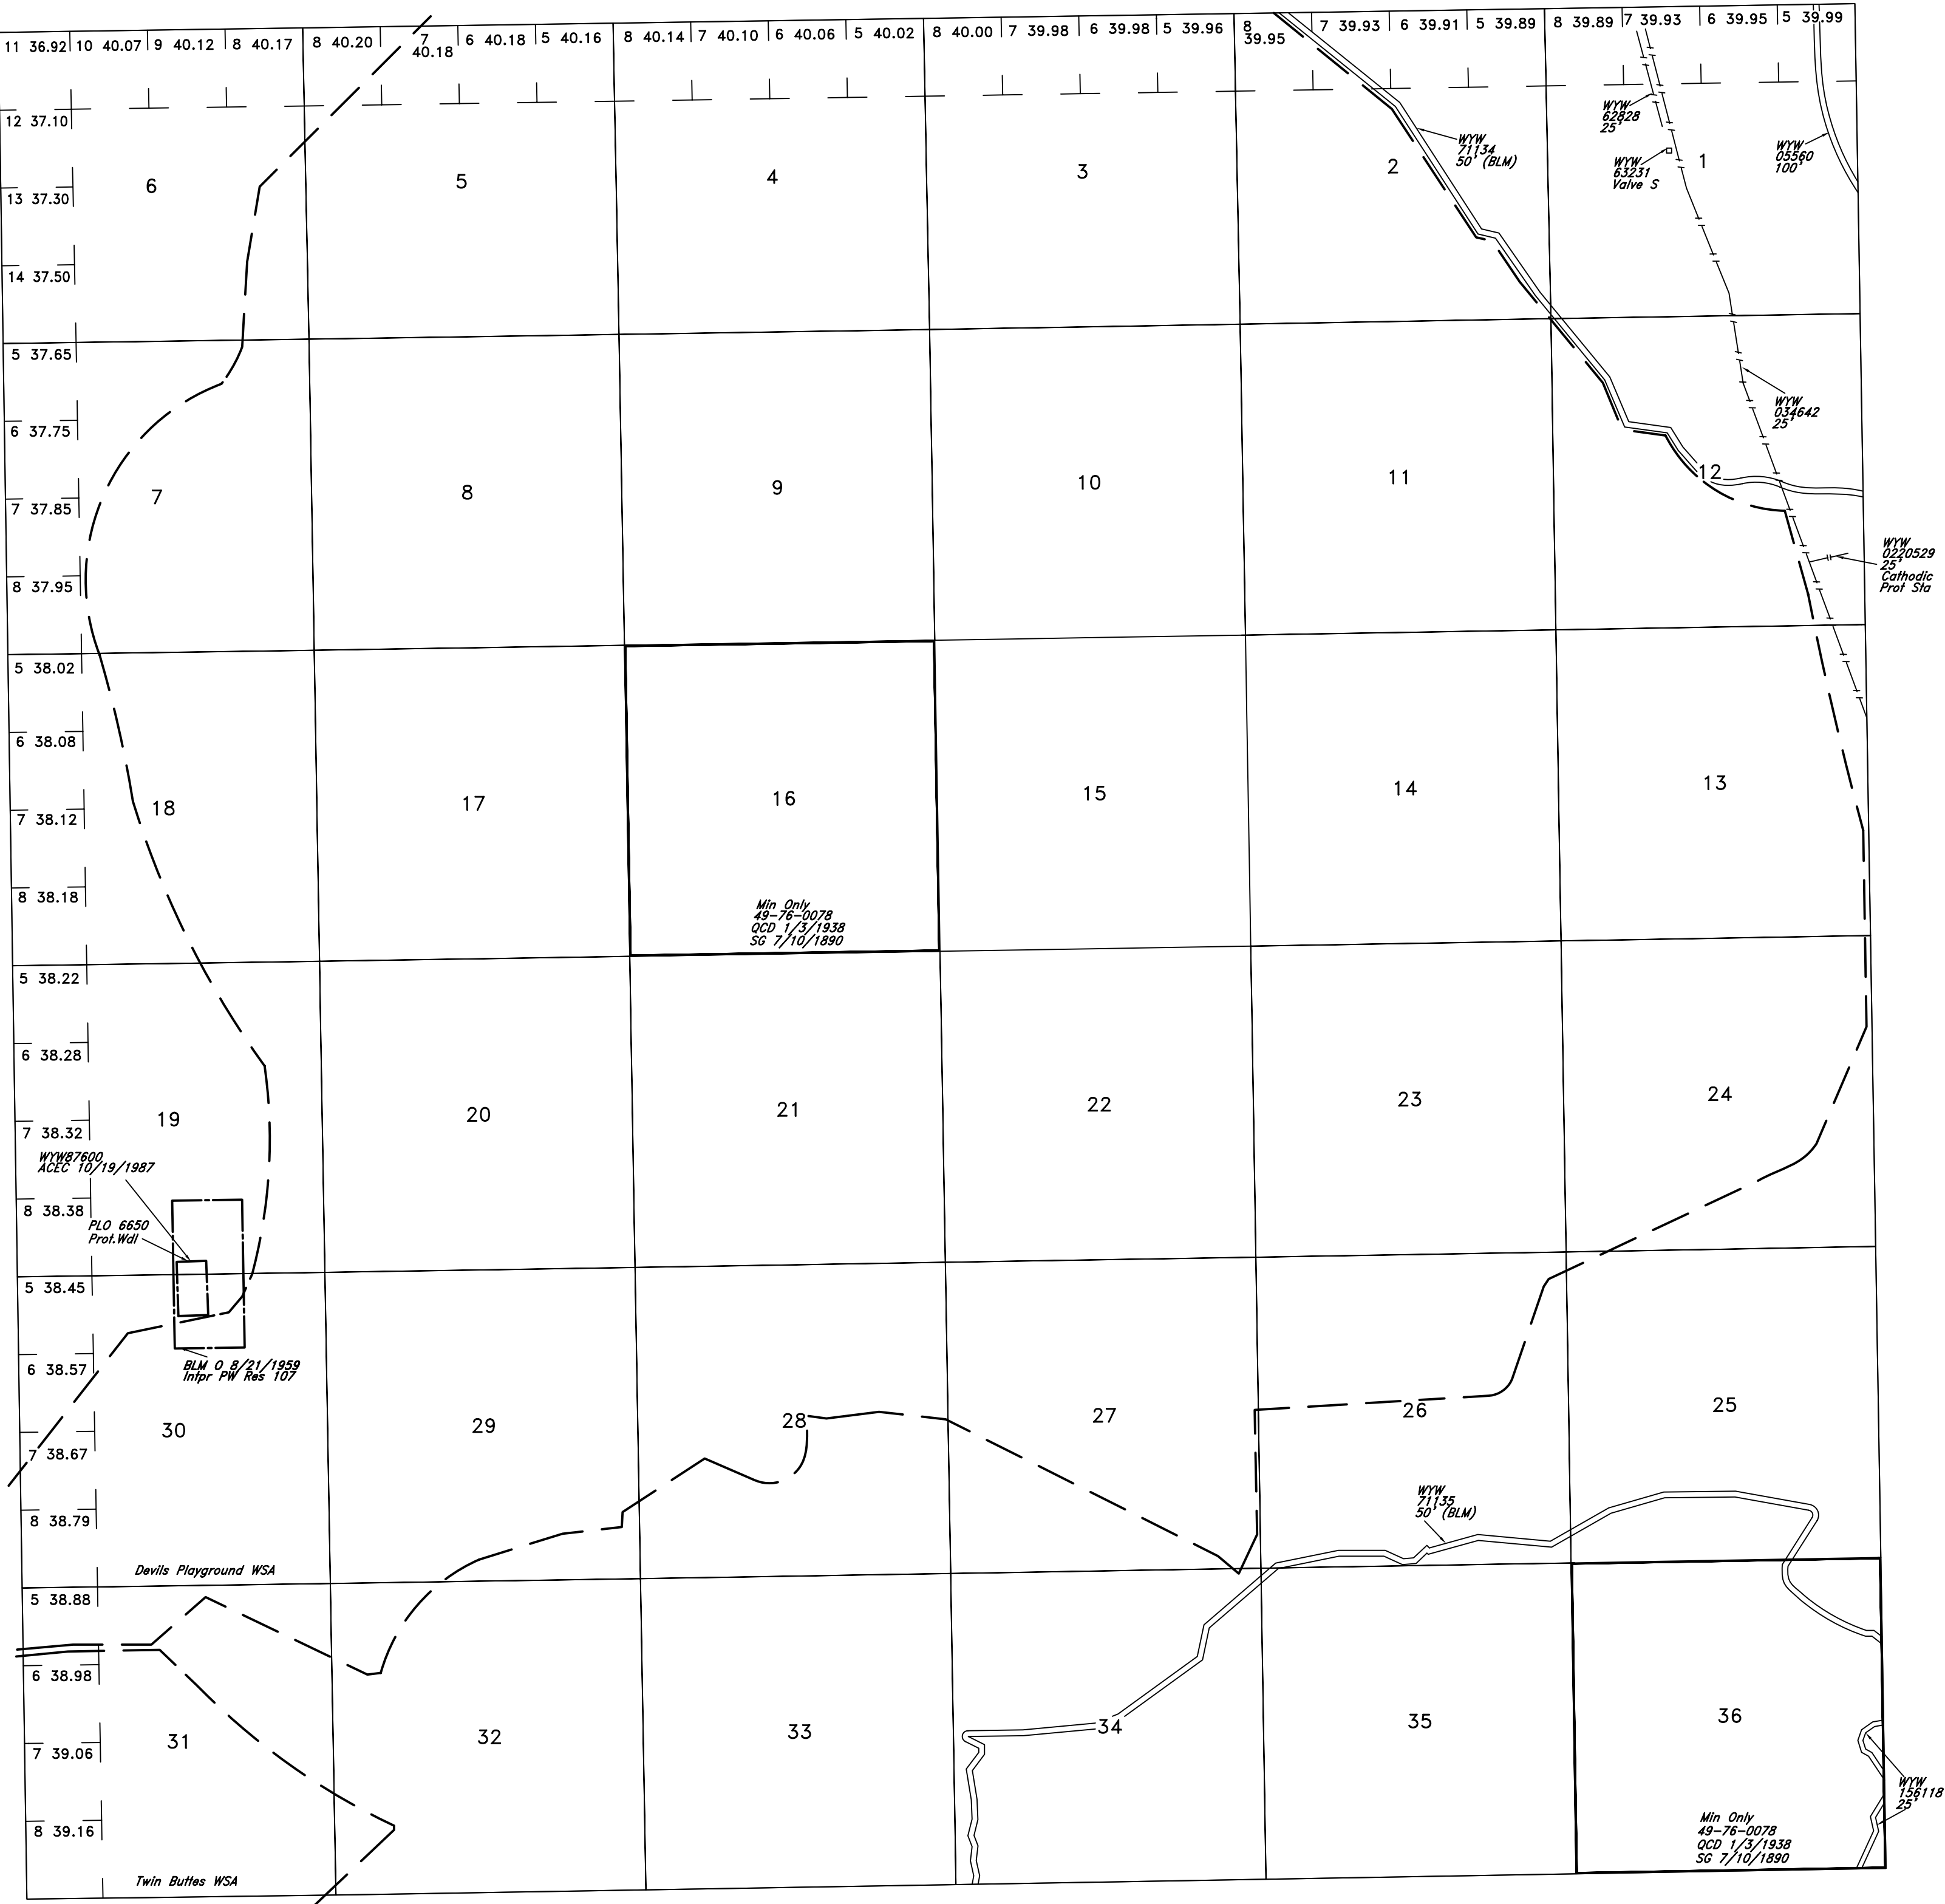 11 36.92 10 40.07 9 40.12 8 40.17 8 40.20 7 40.18 6 40.18 5 40.16 8 40.14 7 40.10 6 40.06 5 40.02 8 40.00 7 39.98 6 39.98 5 39.96 8 39.95 7 39.93 6 39.91 5 39.89 8 39.89 7 39.93 6 39.95 5 39.99
12 37.10
WYW
62828
25'
WYW
71134
50' (BLM)
WYW
05560
100'
WYW
63231
Valve S
6 5 4 3 2 1
13 37.30
14 37.50
5 37.65
WYW
034642
25'
6 37.75
7 8 9 10 11 12
7 37.85
WYW
0220529
25'
Cathodic
Prot Sta
8 37.95
5 38.02
6 38.08
18 17 16 15 14 13
7 38.12
8 38.18
Min Only
49-76-0078
QCD 1/3/1938
SG 7/10/1890
5 38.22
6 38.28
19 20 21 22 23 24
7 38.32
WYW87600
ACEC 10/19/1987
8 38.38
PLO 6650
Prot.Wdl
5 38.45
6 38.57
BLM O 8/21/1959
Intpr PW Res 107
30 29 28 27 26 25
7 38.67
WYW
71135
50' (BLM)
8 38.79
Devils Playground WSA
5 38.88
6 38.98
31 32 33 34 35 36
7 39.06
WYW
156118
25'
8 39.16
Min Only
49-76-0078
QCD 1/3/1938
SG 7/10/1890
Twin Buttes WSA